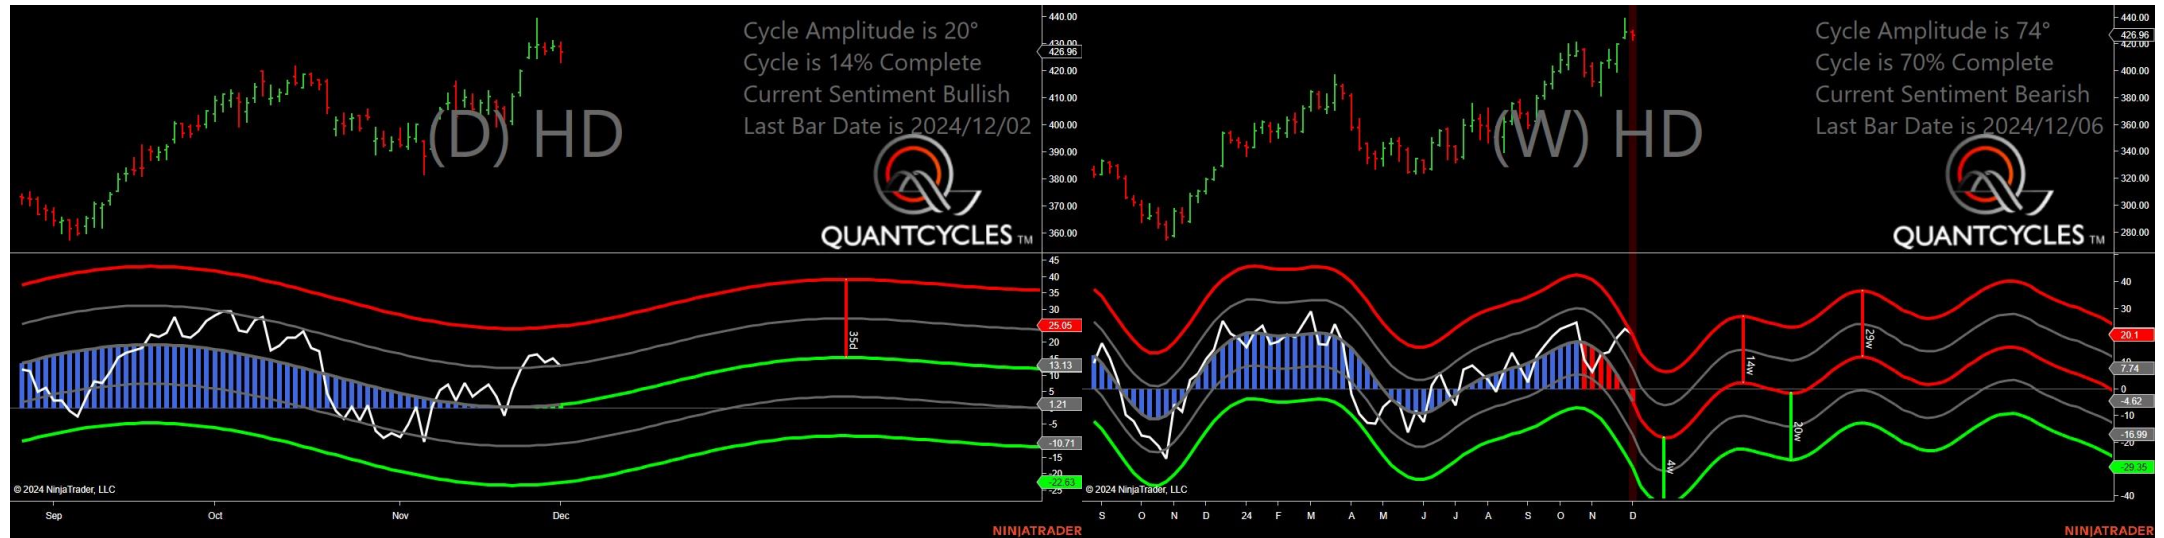 Cycle Amplitude is 20°
Cycle is 14% Complete
Current Sentiment Bullish
Last Bar Date is 2024/12/02
(D) HD
QUANTCYCLES TM
440.00
430.00
426.96
420.00
410.00
400.00
390.00
380.00
370.00
360.00
45
40
35
30
25.05
20
15
13.13
10
5
1.21
-5
-10.71
-15
-20
-22.63
-25
35d
© 2024 NinjaTrader, LLC
Sep Oct Nov Dec
NINJATRADER
Cycle Amplitude is 74°
Cycle is 70% Complete
Current Sentiment Bearish
Last Bar Date is 2024/12/06
(W) HD
QUANTCYCLES TM
440.00
426.96
420.00
400.00
380.00
360.00
340.00
320.00
300.00
280.00
40
30
20.1
10
7.74
0
-4.62
-10
-16.99
-20
-29.35
-40
4w
14w
20w
29w
© 2024 NinjaTrader, LLC
S O N D 24 F M A M J J A S O N D
NINJATRADER